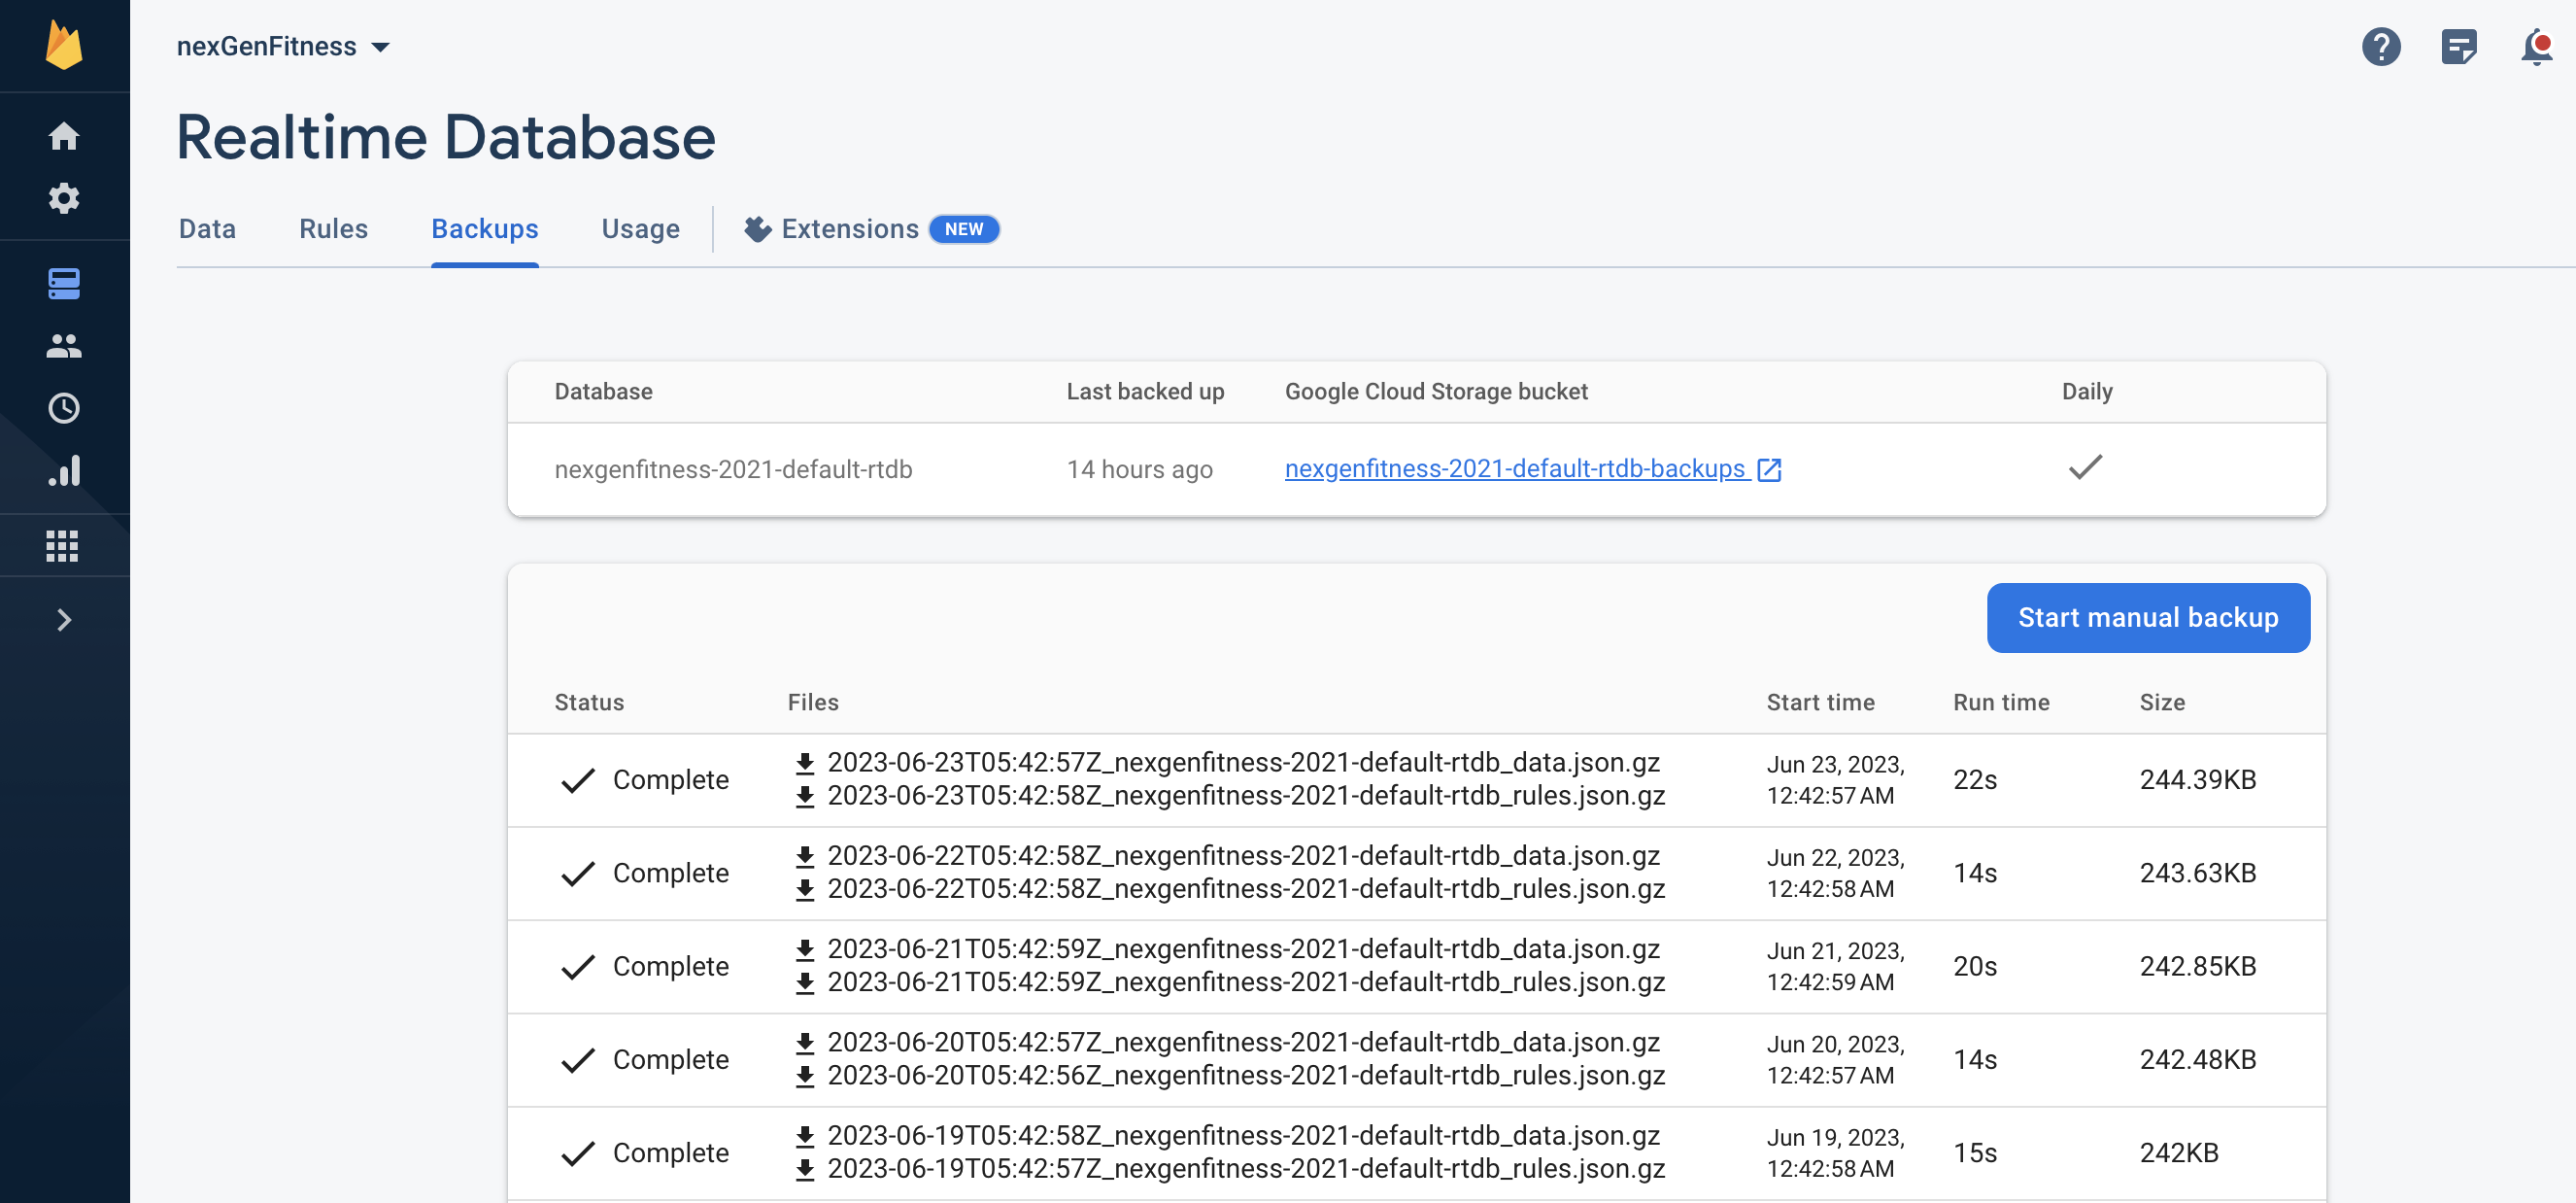 nexGenFitness
Realtime Database
Data Rules Backups Usage Extensions NEW
Database Last backed up Google Cloud Storage bucket Daily
nexgenfitness-2021-default-rtdb 14 hours ago nexgenfitness-2021-default-rtdb-backups
Start manual backup
Status Files Start time Run time Size
Complete 2023-06-23T05:42:57Z_nexgenfitness-2021-default-rtdb_data.json.gz Jun 23, 2023, 22s 244.39KB
2023-06-23T05:42:58Z_nexgenfitness-2021-default-rtdb_rules.json.gz 12:42:57 AM
Complete 2023-06-22T05:42:58Z_nexgenfitness-2021-default-rtdb_data.json.gz Jun 22, 2023, 14s 243.63KB
2023-06-22T05:42:58Z_nexgenfitness-2021-default-rtdb_rules.json.gz 12:42:58 AM
Complete 2023-06-21T05:42:59Z_nexgenfitness-2021-default-rtdb_data.json.gz Jun 21, 2023, 20s 242.85KB
2023-06-21T05:42:59Z_nexgenfitness-2021-default-rtdb_rules.json.gz 12:42:59 AM
Complete 2023-06-20T05:42:57Z_nexgenfitness-2021-default-rtdb_data.json.gz Jun 20, 2023, 14s 242.48KB
2023-06-20T05:42:56Z_nexgenfitness-2021-default-rtdb_rules.json.gz 12:42:57 AM
Complete 2023-06-19T05:42:58Z_nexgenfitness-2021-default-rtdb_data.json.gz Jun 19, 2023, 15s 242KB
2023-06-19T05:42:57Z_nexgenfitness-2021-default-rtdb_rules.json.gz 12:42:58 AM